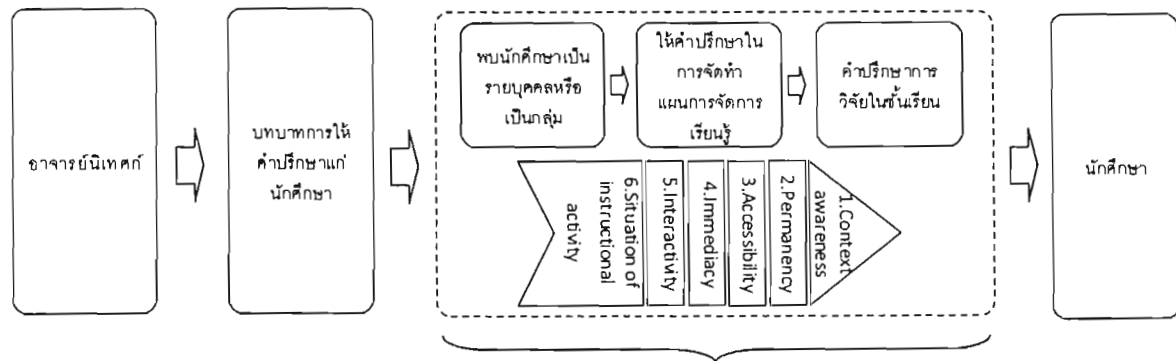 อาจารย์นิเทศก์
บทบาทการให้
คำปรึกษาแก่
นักศึกษา
พบนักศึกษาเป็น
รายบุคคลหรือ
เป็นกลุ่ม
ให้คำปรึกษาใน
การจัดทำ
แผนการจัดการ
เรียนรู้
คำปรึกษาการ
วิจัยในชั้นเรียน
1.Context
awareness
2.Permanency
3.Accessibility
4.Immediacy
5.Interactivity
6.Situation of
instructional
activity
นักศึกษา